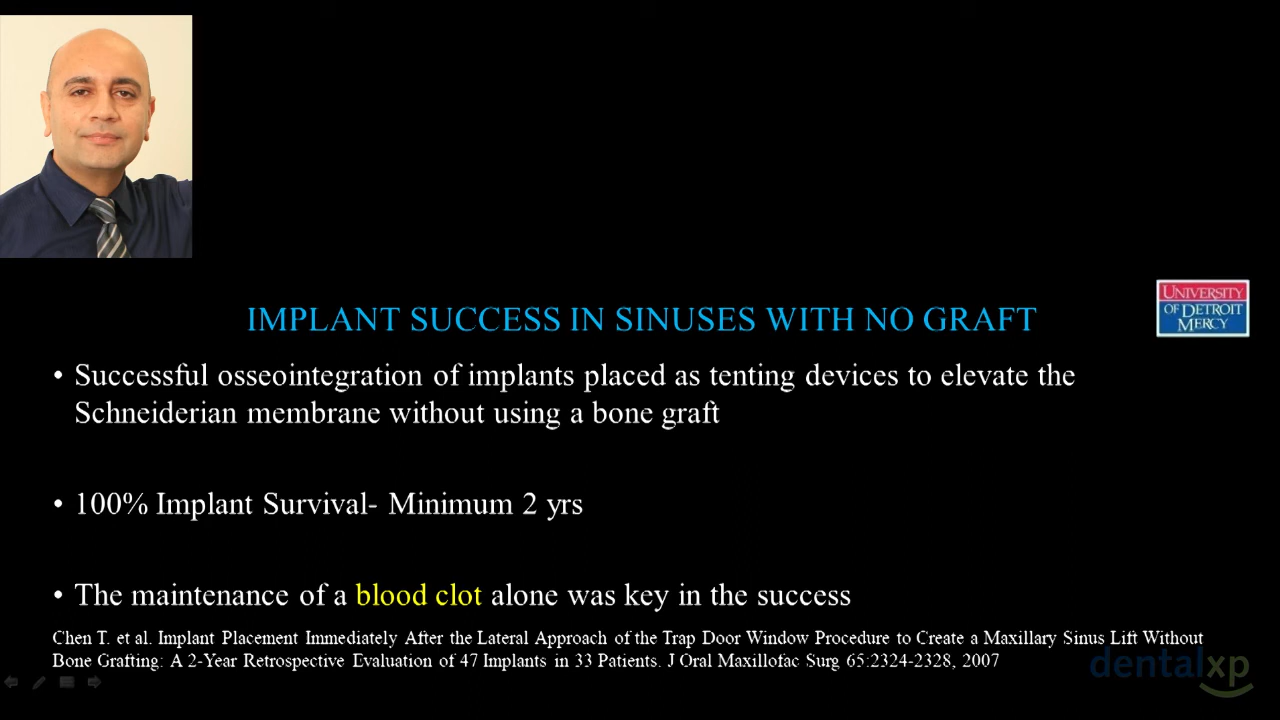 UNIVERSITY
OF DETROIT
MERCY
IMPLANT SUCCESS IN SINUSES WITH NO GRAFT
• Successful osseointegration of implants placed as tenting devices to elevate the
Schneiderian membrane without using a bone graft
• 100% Implant Survival- Minimum 2 yrs
• The maintenance of a blood clot alone was key in the success
Chen T. et al. Implant Placement Immediately After the Lateral Approach of the Trap Door Window Procedure to Create a Maxillary Sinus Lift Without
Bone Grafting: A 2-Year Retrospective Evaluation of 47 Implants in 33 Patients. J Oral Maxillofac Surg 65:2324-2328, 2007
dentalxp